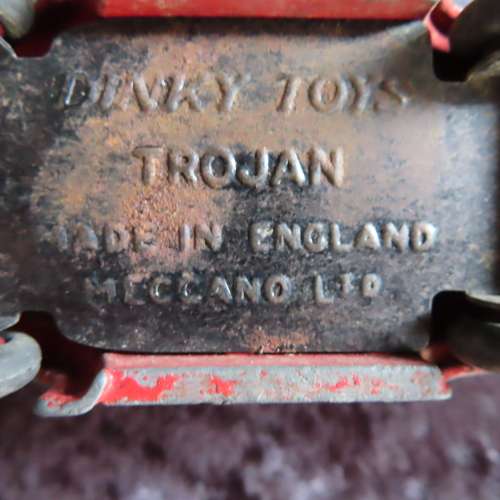 DINKY TOYS
TROJAN
MADE IN ENGLAND
MECCANO LTD